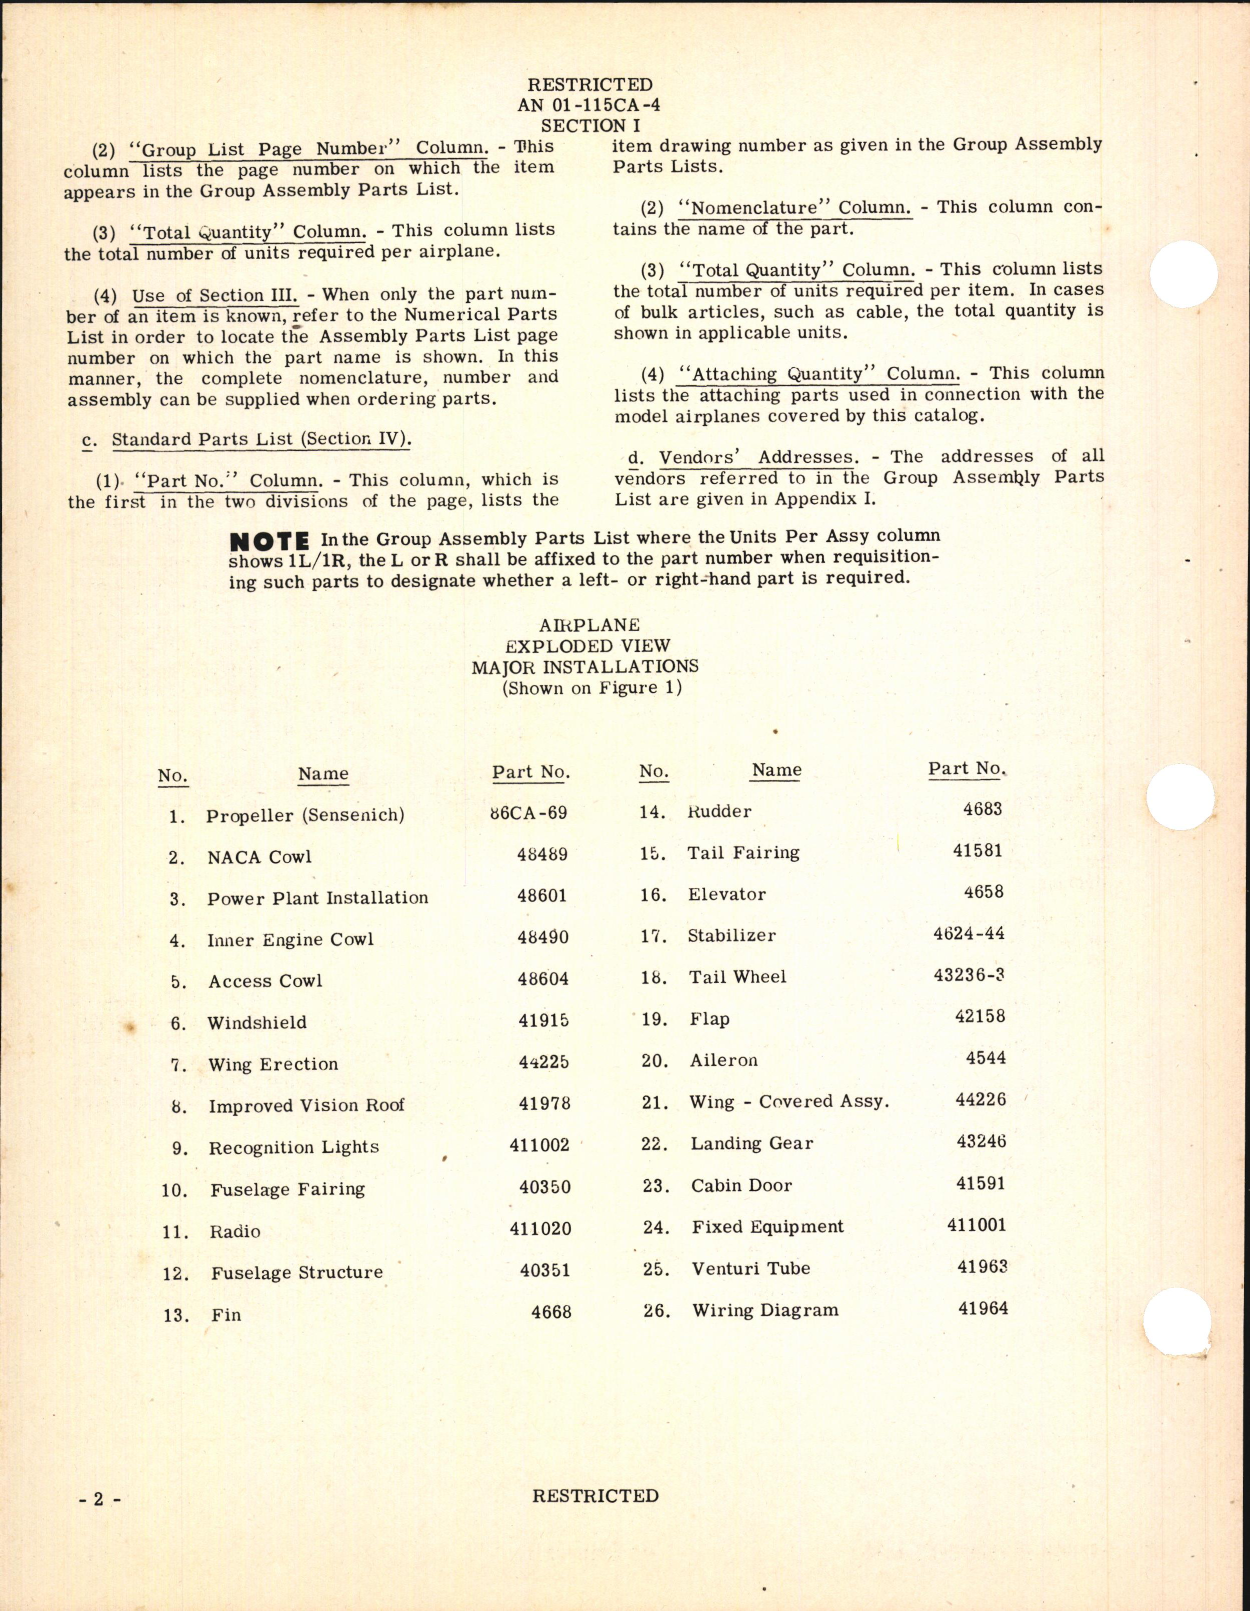 RESTRICTED
AN 01-115CA-4
SECTION I
(2) "Group List Page Number" Column. - This
column lists the page number on which the item
appears in the Group Assembly Parts List.
(3) "Total Quantity" Column. - This column lists
the total number of units required per airplane.
(4) Use of Section III. - When only the part num-
ber of an item is known, refer to the Numerical Parts
List in order to locate the Assembly Parts List page
number on which the part name is shown. In this
manner, the complete nomenclature, number and
assembly can be supplied when ordering parts.
c. Standard Parts List (Section IV).
(1) "Part No." Column. - This column, which is
the first in the two divisions of the page, lists the
item drawing number as given in the Group Assembly
Parts Lists.
(2) "Nomenclature" Column. - This column con-
tains the name of the part.
(3) "Total Quantity" Column. - This column lists
the total number of units required per item. In cases
of bulk articles, such as cable, the total quantity is
shown in applicable units.
(4) "Attaching Quantity" Column. - This column
lists the attaching parts used in connection with the
model airplanes covered by this catalog.
d. Vendors' Addresses. - The addresses of all
vendors referred to in the Group Assembly Parts
List are given in Appendix I.
NOTE In the Group Assembly Parts List where the Units Per Assy column
shows 1L/1R, the L or R shall be affixed to the part number when requisition-
ing such parts to designate whether a left- or right-hand part is required.
AIRPLANE
EXPLODED VIEW
MAJOR INSTALLATIONS
(Shown on Figure 1)
No. Name Part No. No. Name Part No.
1. Propeller (Sensenich) 86CA-69 14. Rudder 4683
2. NACA Cowl 48489 15. Tail Fairing 41581
3. Power Plant Installation 48601 16. Elevator 4658
4. Inner Engine Cowl 48490 17. Stabilizer 4624-44
5. Access Cowl 48604 18. Tail Wheel 43236-3
6. Windshield 41915 19. Flap 42158
7. Wing Erection 44225 20. Aileron 4544
8. Improved Vision Roof 41978 21. Wing - Covered Assy. 44226
9. Recognition Lights 411002 22. Landing Gear 43246
10. Fuselage Fairing 40350 23. Cabin Door 41591
11. Radio 411020 24. Fixed Equipment 411001
12. Fuselage Structure 40351 25. Venturi Tube 41963
13. Fin 4668 26. Wiring Diagram 41964
- 2 -
RESTRICTED